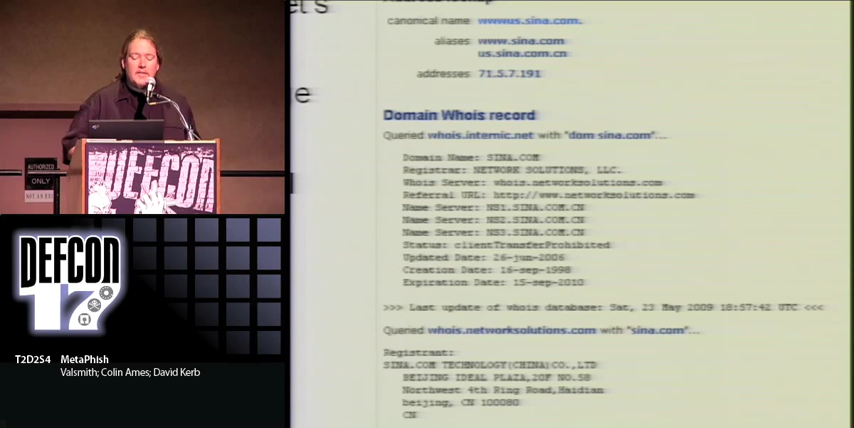 AUTHORIZED
ONLY
DEFCON
DEFCON
17
T2D2S4 MetaPhish
Valsmith; Colin Ames; David Kerb
et's
e
canonical name wwwus.sina.com.
aliases www.sina.com
us.sina.com.cn
addresses 71.5.7.191
Domain Whois record
Queried whois.internic.net with "dom sina.com"...
Domain Name: SINA.COM
Registrar: NETWORK SOLUTIONS, LLC.
Whois Server: whois.networksolutions.com
Referral URL: http://www.networksolutions.com
Name Server: NS1.SINA.COM.CN
Name Server: NS2.SINA.COM.CN
Name Server: NS3.SINA.COM.CN
Status: clientTransferProhibited
Updated Date: 26-jun-2006
Creation Date: 16-sep-1998
Expiration Date: 15-sep-2010
>>> Last update of whois database: Sat, 23 May 2009 18:57:42 UTC <<<
Queried whois.networksolutions.com with "sina.com"...
Registrant:
SINA.COM TECHNOLOGY(CHINA)CO.,LTD
BEIJING IDEAL PLAZA,20F NO.58
Northwest 4th Ring Road,Haidian
beijing, CN 100080
CN